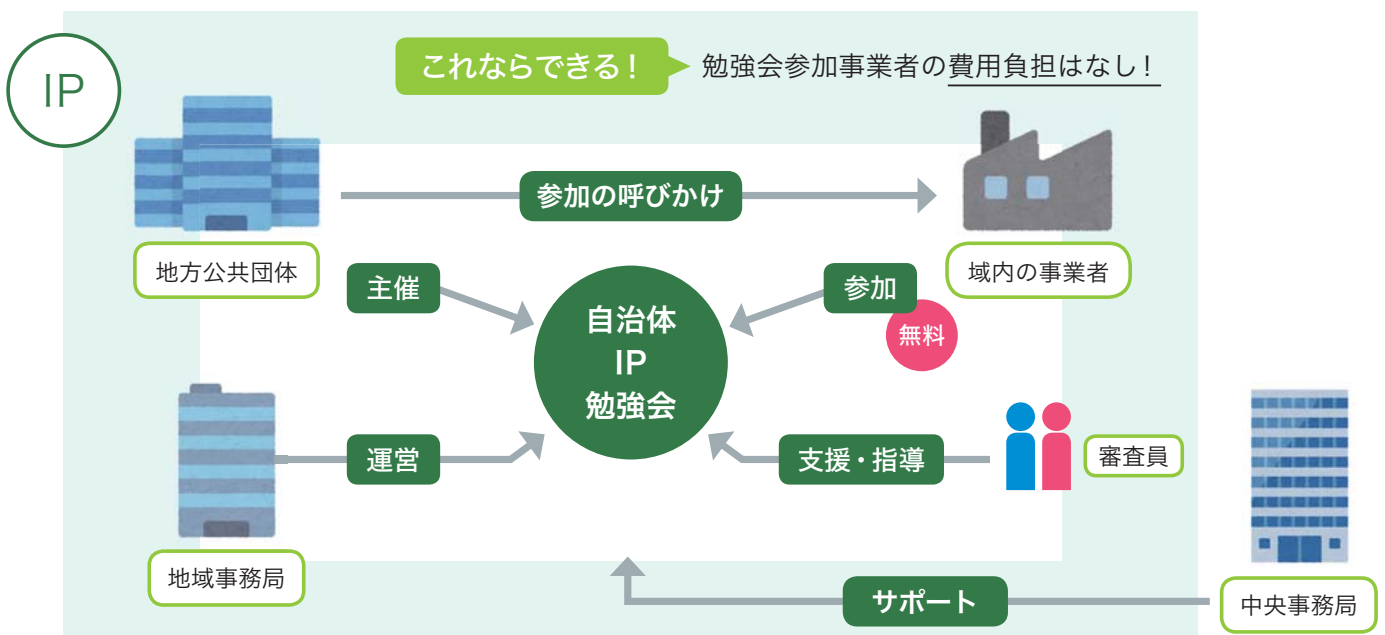 IP
これならできる！
勉強会参加事業者の費用負担はなし！
参加の呼びかけ
地方公共団体
域内の事業者
主催
参加
無料
自治体
IP
勉強会
運営
支援・指導
審査員
地域事務局
サポート
中央事務局